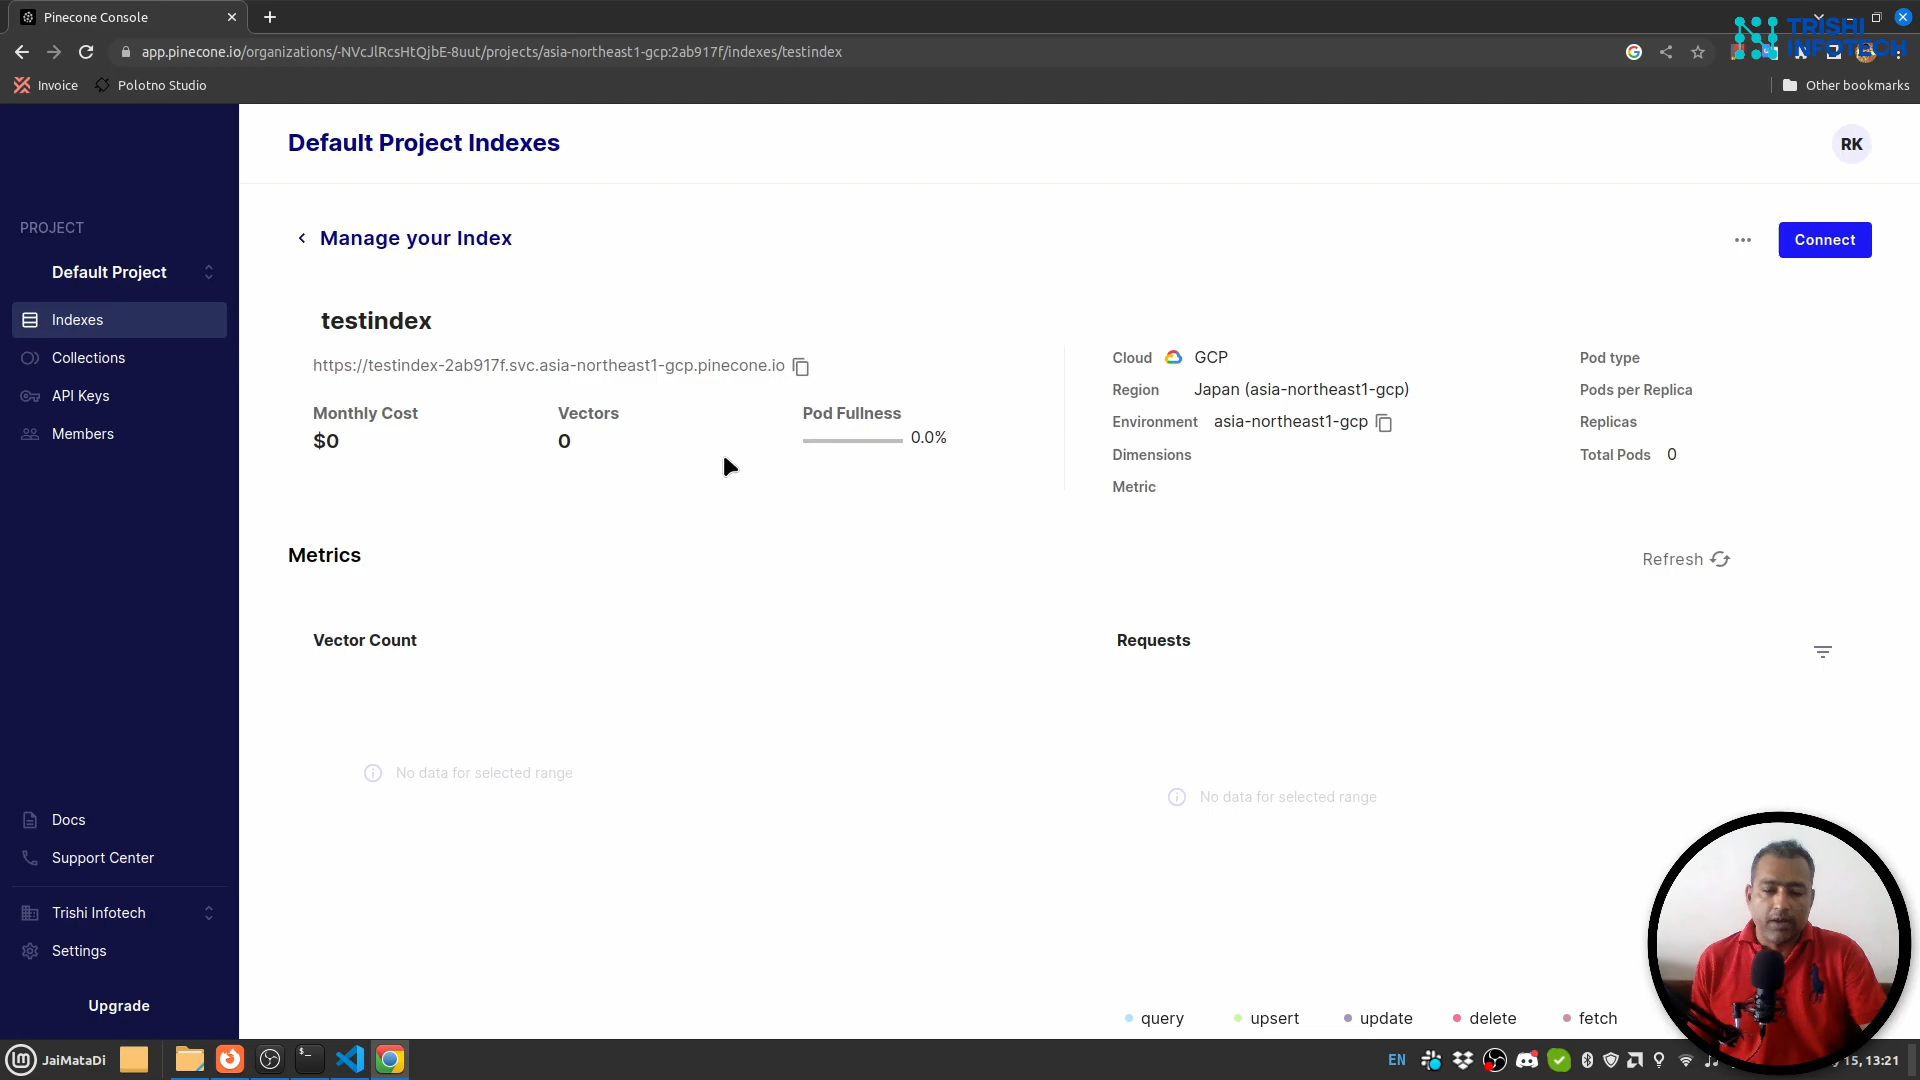 Pinecone Console
app.pinecone.io/organizations/-NVcJlRcsHtQjbE-8uut/projects/asia-northeast1-gcp:2ab917f/indexes/testindex
TRISHI
INFOTECH
Invoice
Polotno Studio
Other bookmarks
Default Project Indexes
RK
PROJECT
Default Project
Indexes
Collections
API Keys
Members
Docs
Support Center
Trishi Infotech
Settings
Upgrade
Manage your Index
Connect
testindex
https://testindex-2ab917f.svc.asia-northeast1-gcp.pinecone.io
Monthly Cost
$0
Vectors
0
Pod Fullness
0.0%
Cloud GCP
Region Japan (asia-northeast1-gcp)
Environment asia-northeast1-gcp
Dimensions
Metric
Pod type
Pods per Replica
Replicas
Total Pods 0
Metrics
Refresh
Vector Count
No data for selected range
Requests
No data for selected range
query upsert update delete fetch
JaiMataDi
EN
15, 13:21